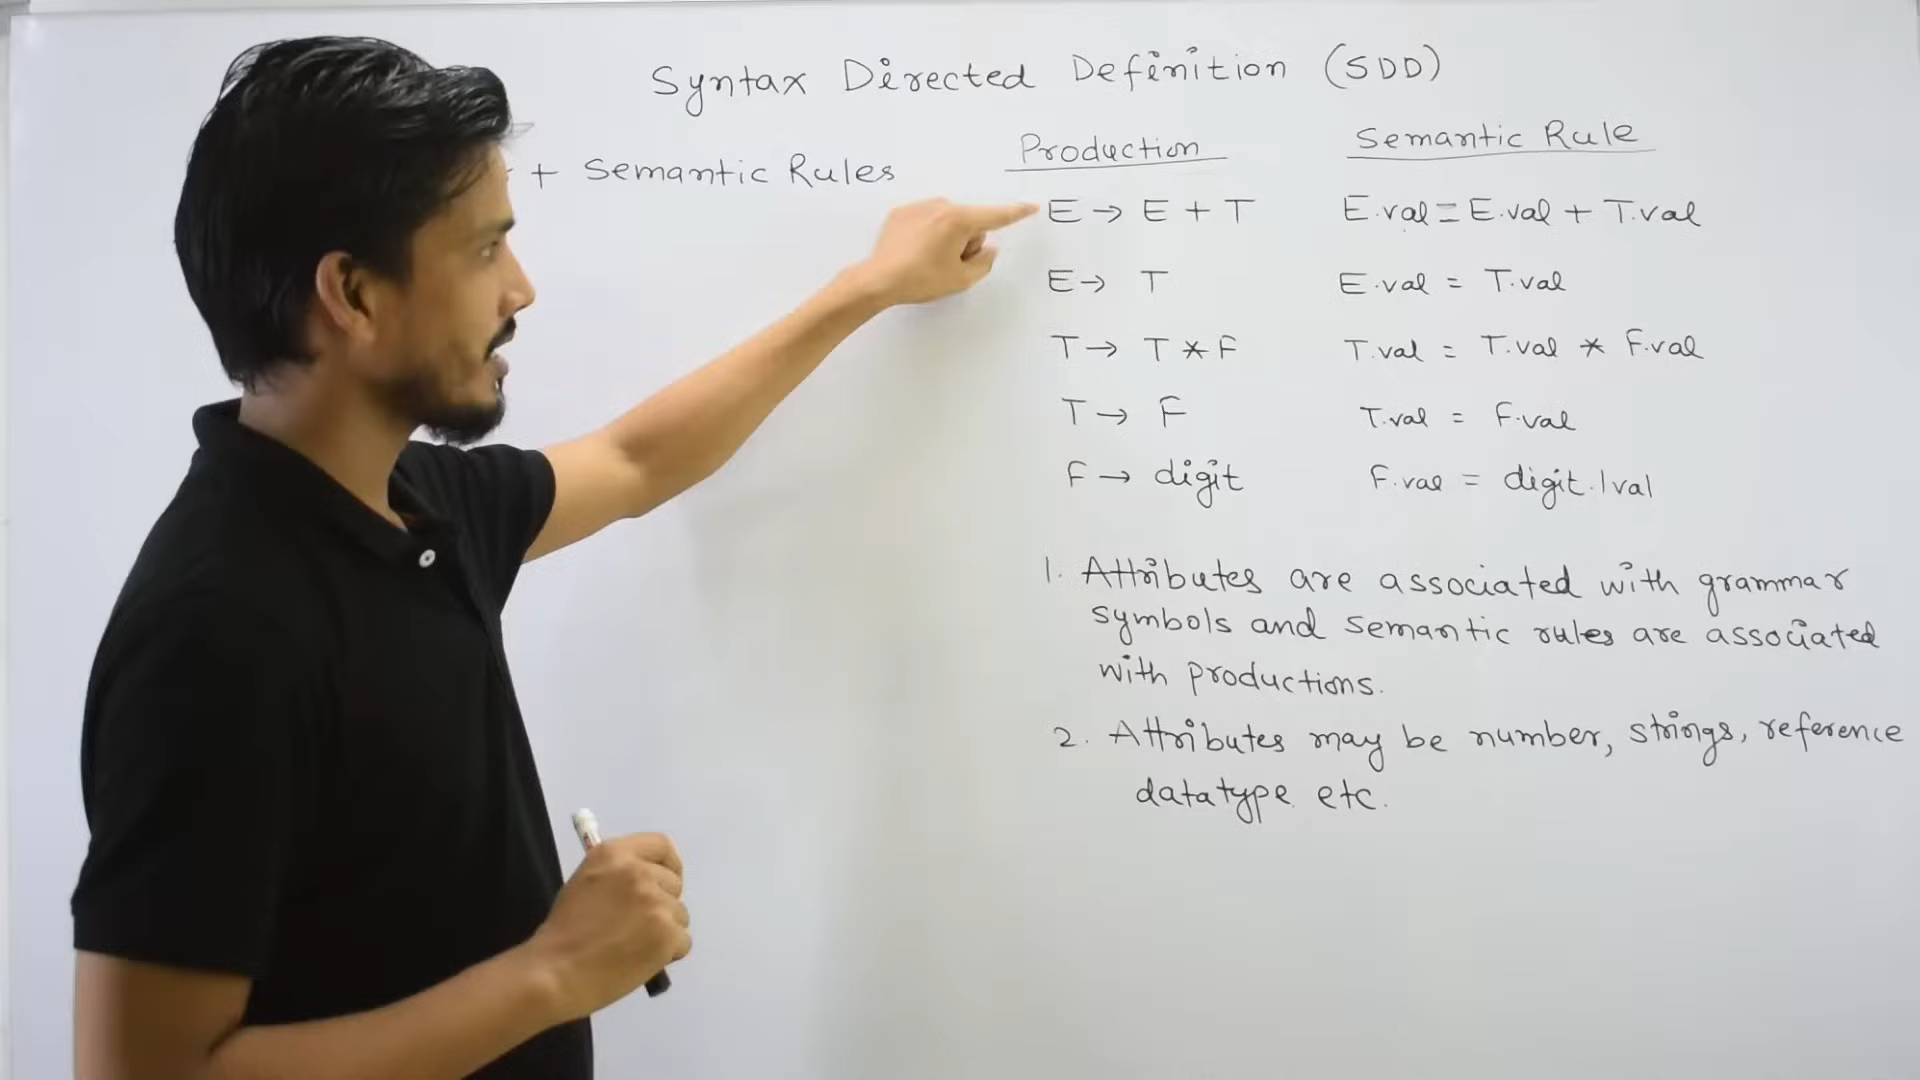 Syntax Directed Definition (SDD)
+ Semantic Rules
Production Semantic Rule
E → E + T E.val = E.val + T.val
E → T E.val = T.val
T → T * F T.val = T.val * F.val
T → F T.val = F.val
F → digit F.val = digit.lval
1. Attributes are associated with grammar
symbols and semantic rules are associated
with productions.
2. Attributes may be number, strings, reference
datatype etc.